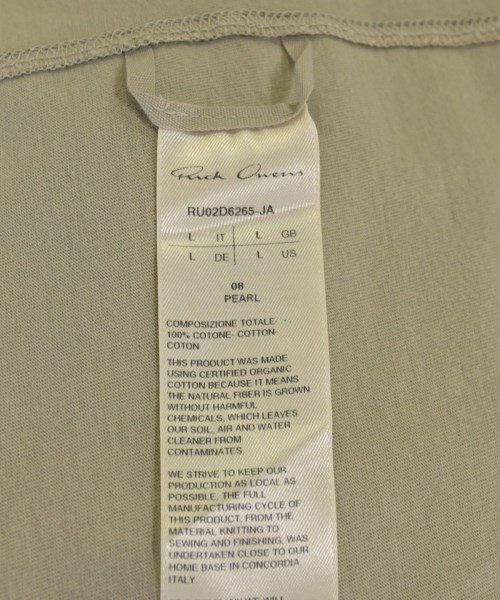 Rick Owens
RU02D6265-JA
L IT L GB
L DE L US
08
PEARL
COMPOSIZIONE TOTALE-
100% COTONE- COTTON-
COTON
THIS PRODUCT WAS MADE
USING CERTIFIED ORGANIC
COTTON BECAUSE IT MEANS
THE NATURAL FIBER IS GROWN
WITHOUT HARMFUL
CHEMICALS, WHICH LEAVES
OUR SOIL, AIR AND WATER
CLEANER FROM
CONTAMINATES
WE STRIVE TO KEEP OUR
PRODUCTION AS LOCAL AS
POSSIBLE. THE FULL
MANUFACTURING CYCLE OF
THIS PRODUCT, FROM THE
MATERIAL KNITTING TO
SEWING AND FINISHING, WAS
UNDERTAKEN CLOSE TO OUR
HOME BASE IN CONCORDIA
ITALY